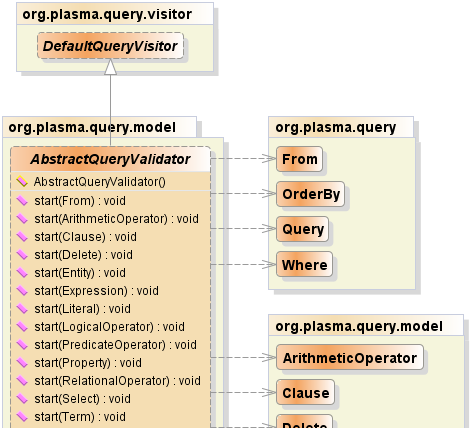 org.plasma.query.visitor
DefaultQueryVisitor
org.plasma.query.model
AbstractQueryValidator
AbstractQueryValidator()
start(From) : void
start(ArithmeticOperator) : void
start(Clause) : void
start(Delete) : void
start(Entity) : void
start(Expression) : void
start(Literal) : void
start(LogicalOperator) : void
start(PredicateOperator) : void
start(Property) : void
start(RelationalOperator) : void
start(Select) : void
start(Term) : void
org.plasma.query
From
OrderBy
Query
Where
org.plasma.query.model
ArithmeticOperator
Clause
Delete